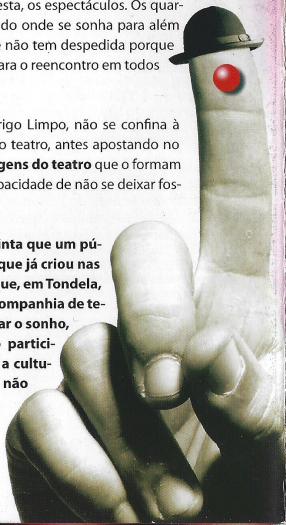 esta, os espectáculos. Os quar-
do onde se sonha para além
não tem despedida porque
ara o reencontro em todos
rigo Limpo, não se confina à
o teatro, antes apostando no
gens do teatro que o formam
pacidade de não se deixar fos-
inta que um pú-
que já criou nas
ue, em Tondela,
ompanhia de te-
ar o sonho,
partici-
a cultu-
não